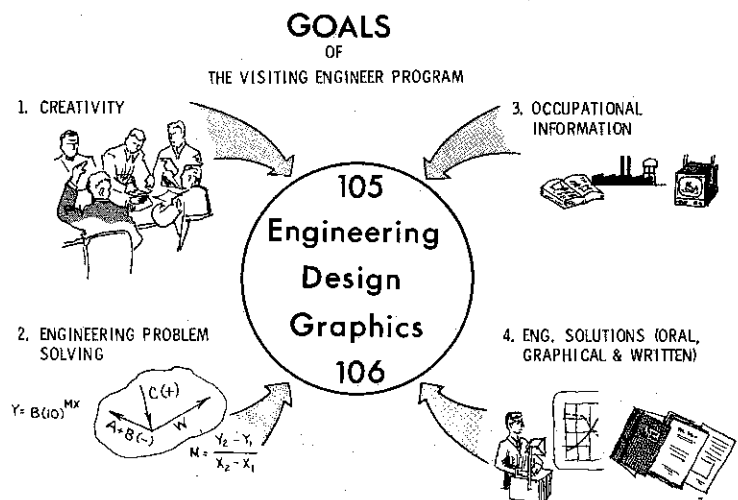 GOALS
OF
THE VISITING ENGINEER PROGRAM
1. CREATIVITY
3. OCCUPATIONAL
INFORMATION
105
Engineering
Design
Graphics
106
2. ENGINEERING PROBLEM
SOLVING
Y= B(10)^MX
C(+)
A+B(-)
W
M = Y₂-Y₁
X₂-X₁
4. ENG. SOLUTIONS (ORAL,
GRAPHICAL & WRITTEN)